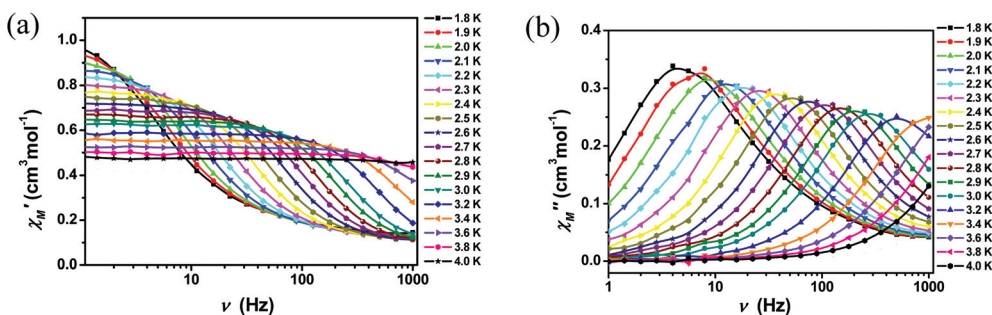 (a)
χM′ (cm³ mol⁻¹)
1.0
0.8
0.6
0.4
0.2
0.0
10
100
1000
ν (Hz)
1.8 K
1.9 K
2.0 K
2.1 K
2.2 K
2.3 K
2.4 K
2.5 K
2.6 K
2.7 K
2.8 K
2.9 K
3.0 K
3.2 K
3.4 K
3.6 K
3.8 K
4.0 K
(b)
χM″ (cm³ mol⁻¹)
0.4
0.3
0.2
0.1
0.0
1
10
100
1000
ν (Hz)
1.8 K
1.9 K
2.0 K
2.1 K
2.2 K
2.3 K
2.4 K
2.5 K
2.6 K
2.7 K
2.8 K
2.9 K
3.0 K
3.2 K
3.4 K
3.6 K
3.8 K
4.0 K